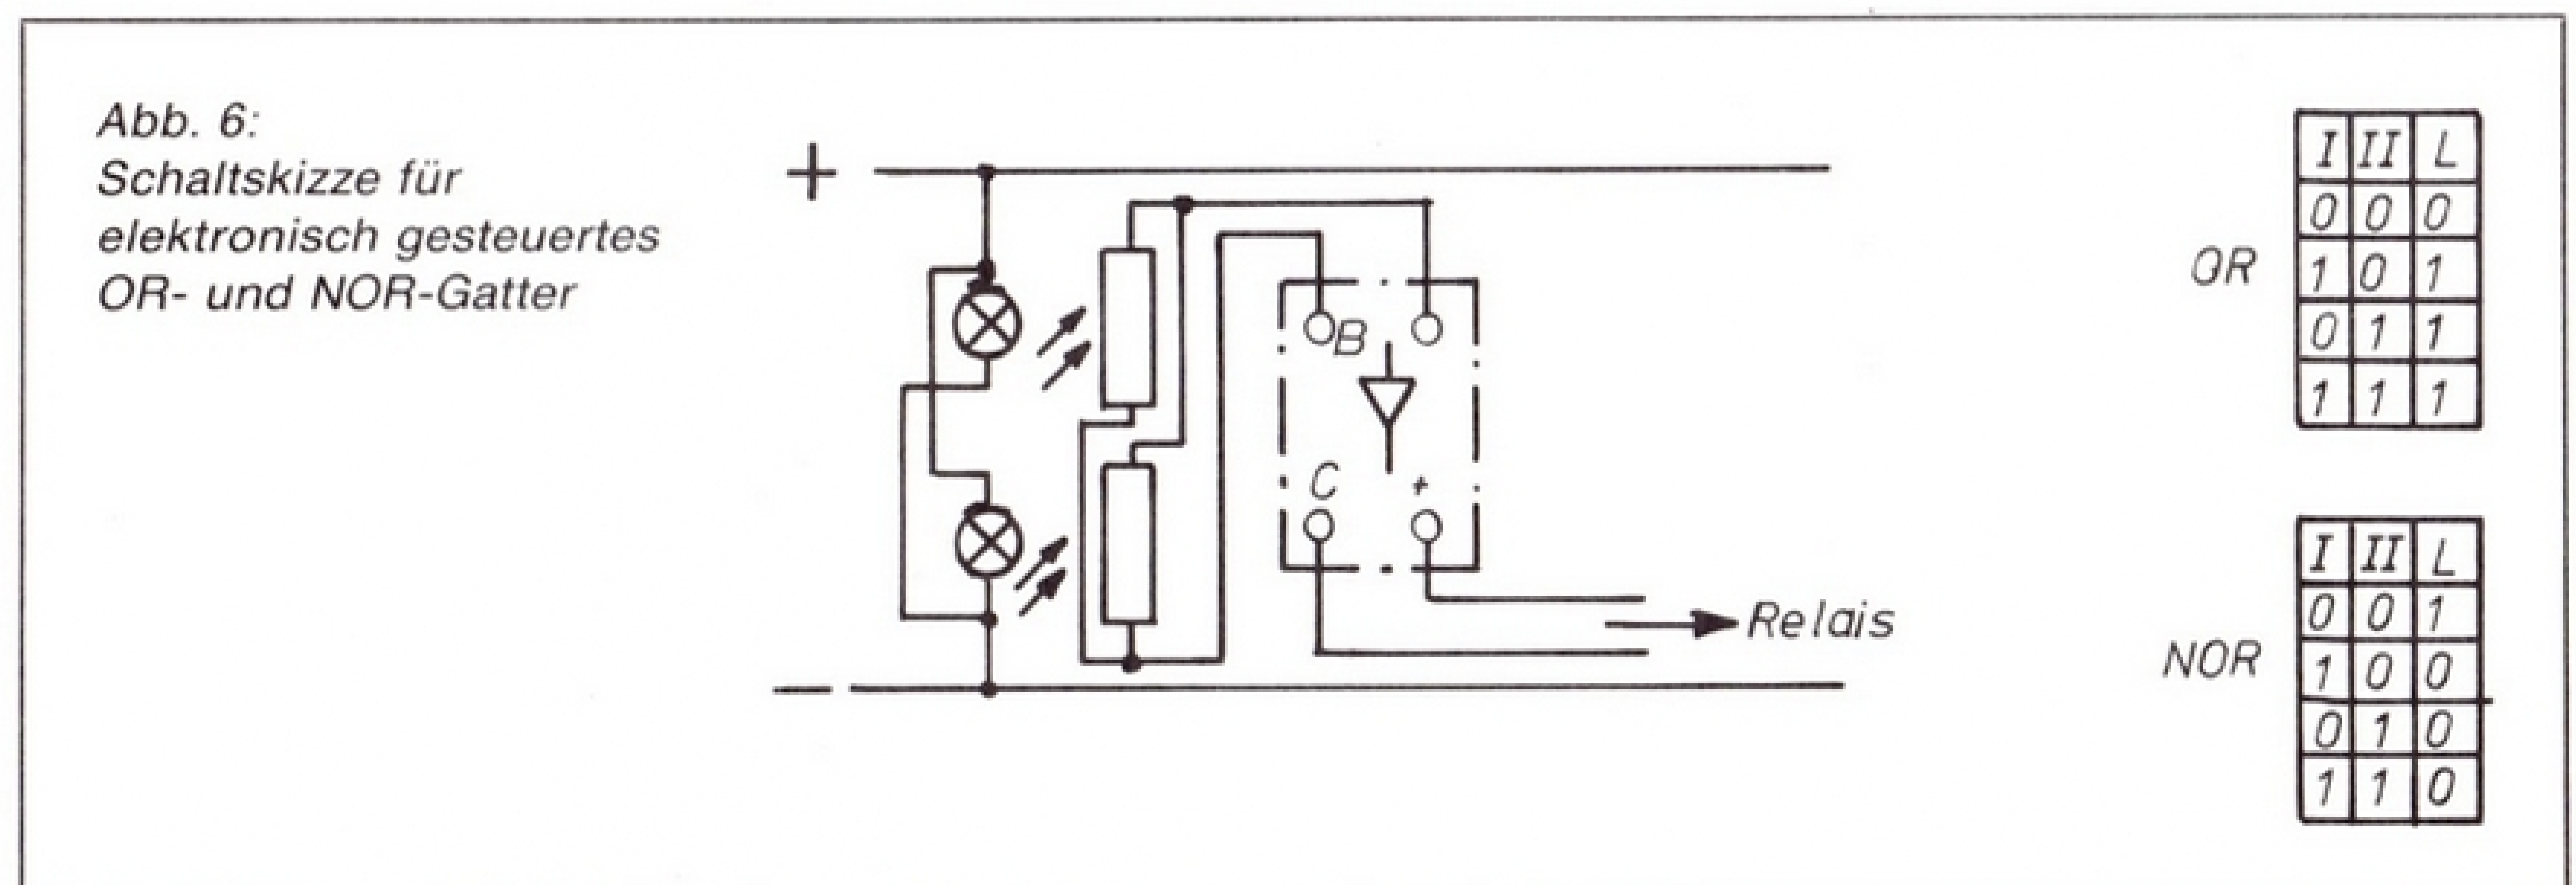 Abb. 6:
Schaltskizze für
elektronisch gesteuertes
OR- und NOR-Gatter
+
B
C +
Relais
—
OR
I II L
0 0 0
1 0 1
0 1 1
1 1 1
NOR
I II L
0 0 1
1 0 0
0 1 0
1 1 0